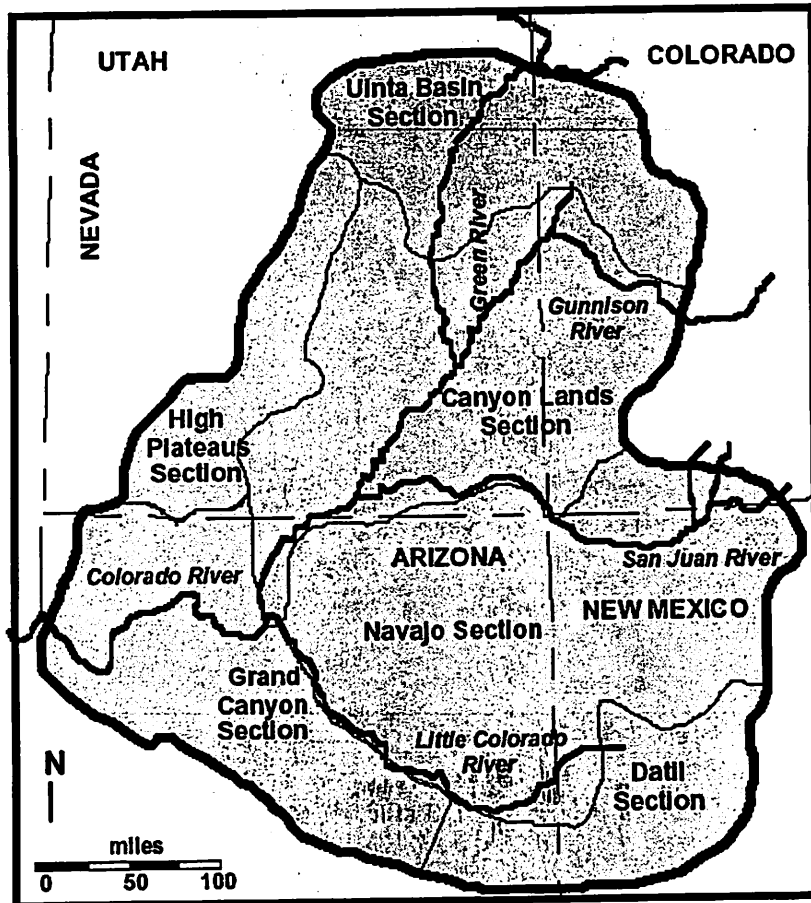 UTAH
COLORADO
Uinta Basin
Section
NEVADA
Green River
Gunnison
River
Canyon Lands
Section
High
Plateaus
Section
ARIZONA
San Juan River
Colorado River
NEW MEXICO
Navajo Section
Grand
Canyon
Section
Little Colorado
River
Datil
Section
N
miles
0 50 100